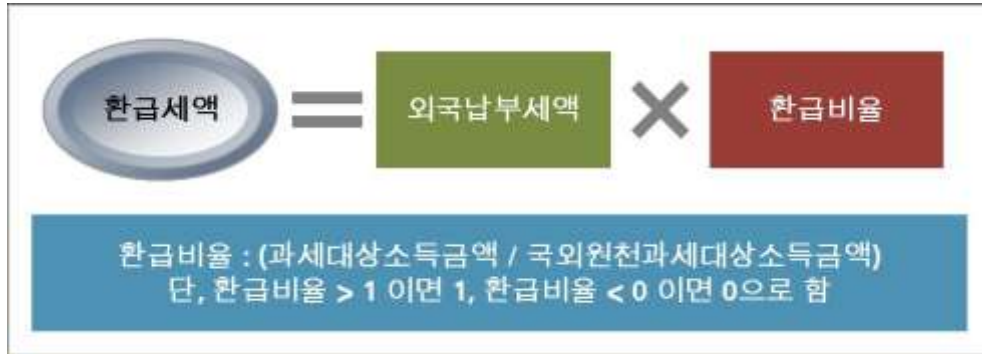 환급세액 = 외국납부세액 × 환급비율
환급비율 : (과세대상소득금액 / 국외원천과세대상소득금액)
단, 환급비율 > 1 이면 1, 환급비율 < 0 이면 0으로 함